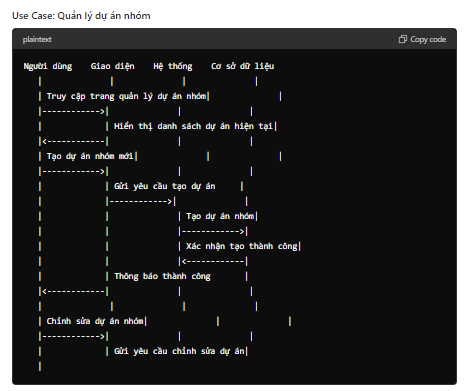 Use Case: Quản lý dự án nhóm
plaintext
Copy code
Người dùng    Giao diện    Hệ thống    Cơ sở dữ liệu
   |              |              |              |
   | Truy cập trang quản lý dự án nhóm|              |
   |------------>|              |              |
   |             | Hiển thị danh sách dự án hiện tại|
   |<------------|              |              |
   | Tạo dự án nhóm mới|              |              |
   |------------>|              |              |
   |             | Gửi yêu cầu tạo dự án     |
   |             |------------>|              |
   |             |              | Tạo dự án nhóm|
   |             |              |------------>|
   |             |              | Xác nhận tạo thành công|
   |             |              |<------------|
   |             | Thông báo thành công       |
   |<------------|              |              |
   |              |              |              |
   | Chỉnh sửa dự án nhóm|              |              |
   |------------>|              |              |
   |             | Gửi yêu cầu chỉnh sửa dự án|
   |